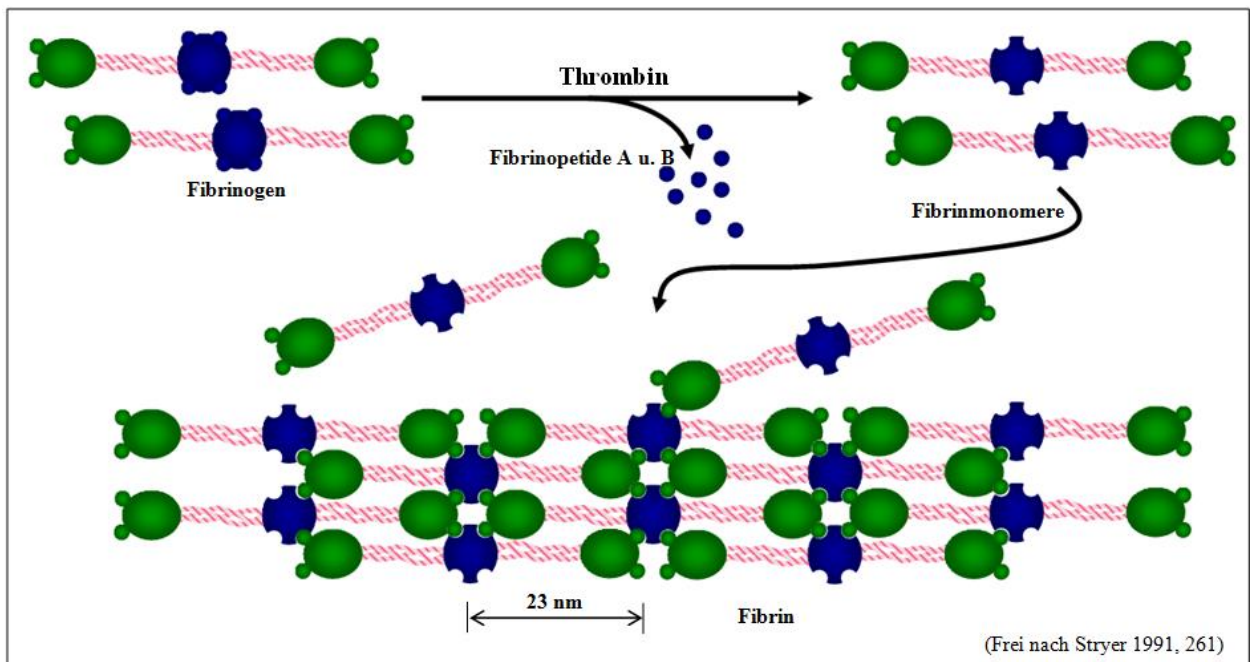 Thrombin
Fibrinopetide A u. B
Fibrinogen
Fibrinmonomere
23 nm
Fibrin
(Frei nach Stryer 1991, 261)